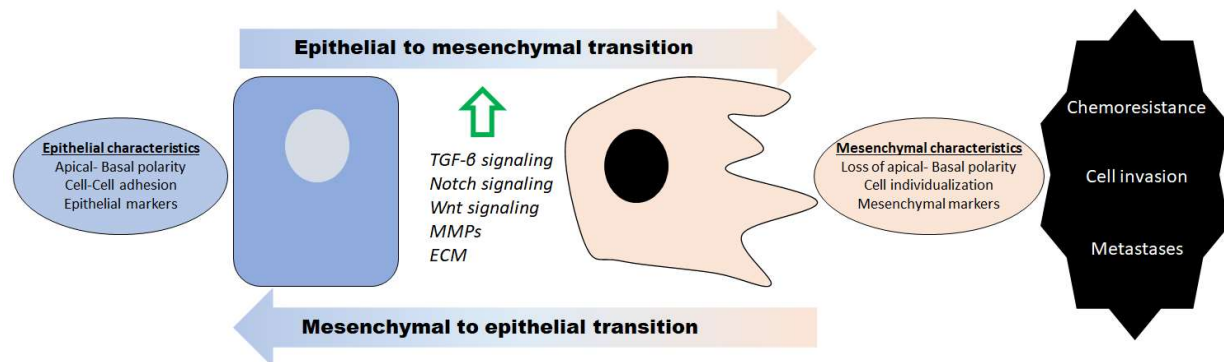 Epithelial to mesenchymal transition
Epithelial characteristics
Apical- Basal polarity
Cell-Cell adhesion
Epithelial markers
TGF-β signaling
Notch signaling
Wnt signaling
MMPs
ECM
Mesenchymal characteristics
Loss of apical- Basal polarity
Cell individualization
Mesenchymal markers
Chemoresistance
Cell invasion
Metastases
Mesenchymal to epithelial transition